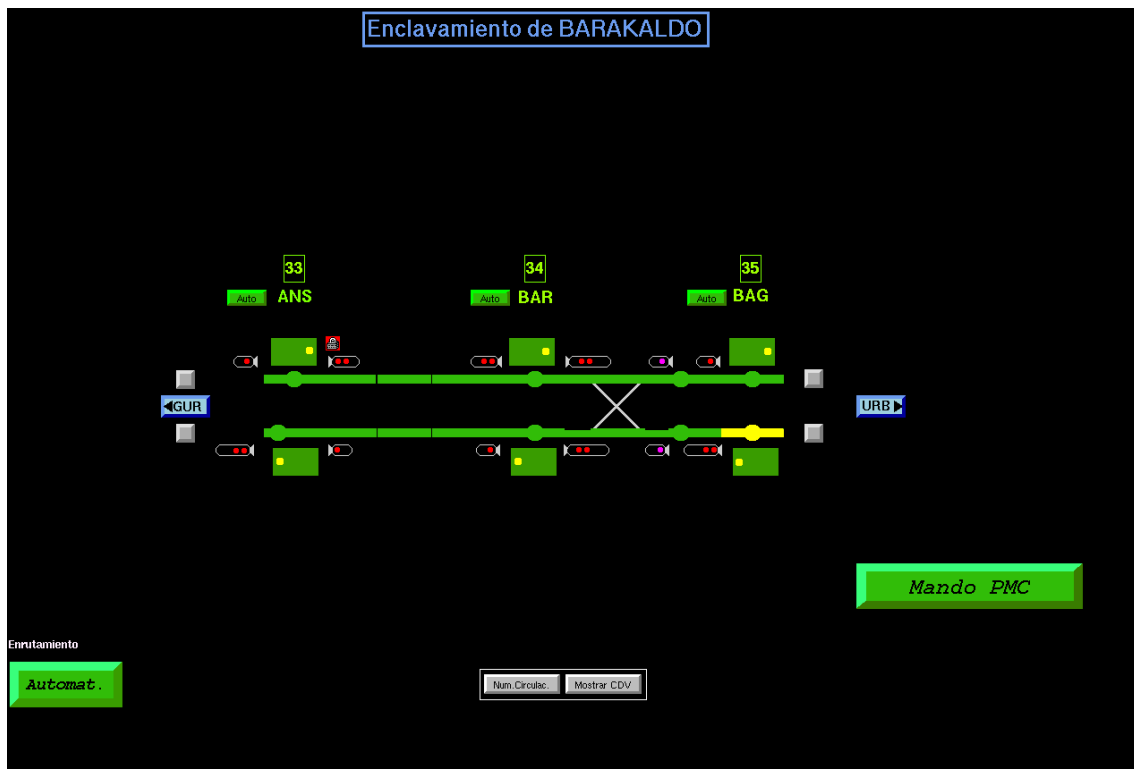 Enclavamiento de BARAKALDO
33
34
35
Auto ANS
Auto BAR
Auto BAG
GUR
URB
Mando PMC
Enrutamiento
Automat.
Num.Circulac. Mostrar CDV